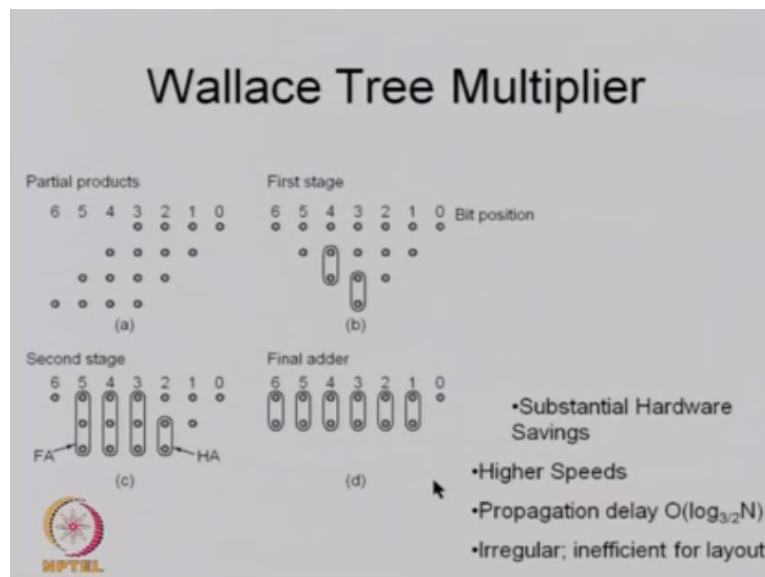 Wallace Tree Multiplier
Partial products
6 5 4 3 2 1 0
(a)
First stage
6 5 4 3 2 1 0 Bit position
(b)
Second stage
6 5 4 3 2 1 0
FA
HA
(c)
Final adder
6 5 4 3 2 1 0
(d)
•Substantial Hardware
Savings
•Higher Speeds
•Propagation delay O(log3/2N)
•Irregular; inefficient for layout
NPTEL